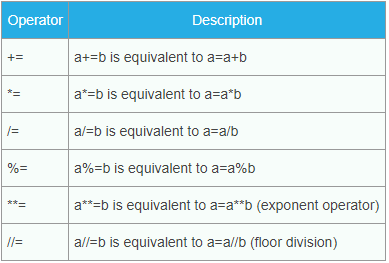 Operator Description
+= a+=b is equivalent to a=a+b
*= a*=b is equivalent to a=a*b
/= a/=b is equivalent to a=a/b
%= a%=b is equivalent to a=a%b
**= a**=b is equivalent to a=a**b (exponent operator)
//= a//=b is equivalent to a=a//b (floor division)